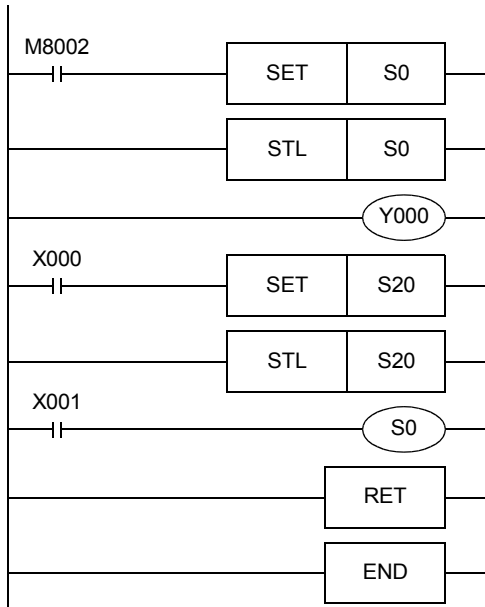 M8002
SET S0
STL S0
Y000
X000
SET S20
STL S20
X001
S0
RET
END